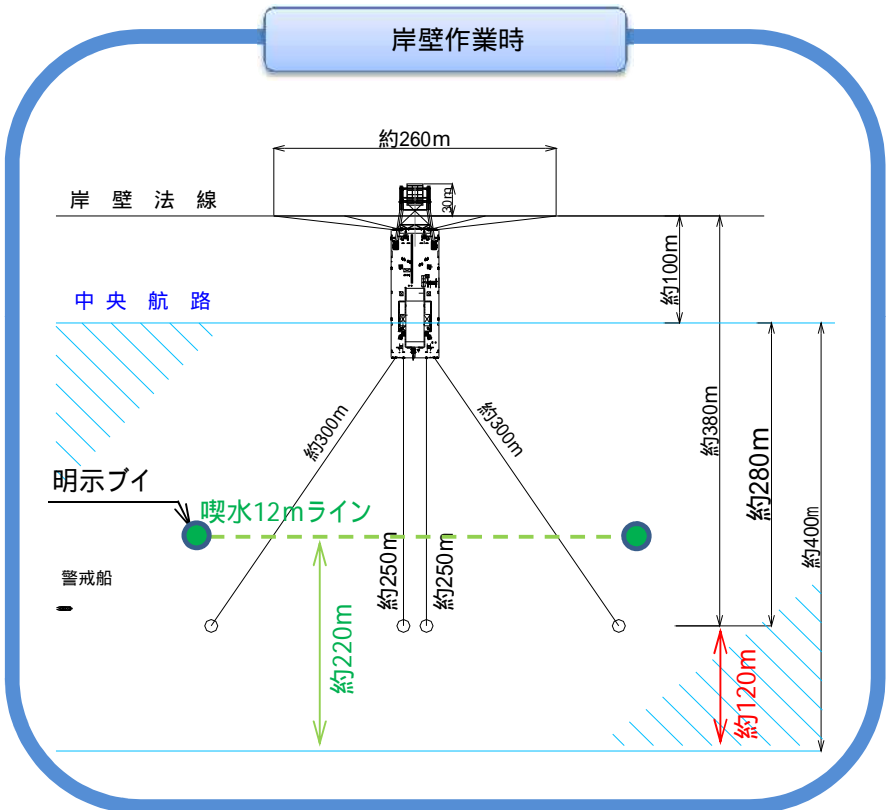 岸壁作業時
約260m
岸壁法線
30m
約100m
中央航路
約300m
約300m
約380m
約280m
約400m
明示ブイ
喫水12mライン
約250m
約250m
警戒船
約220m
約120m